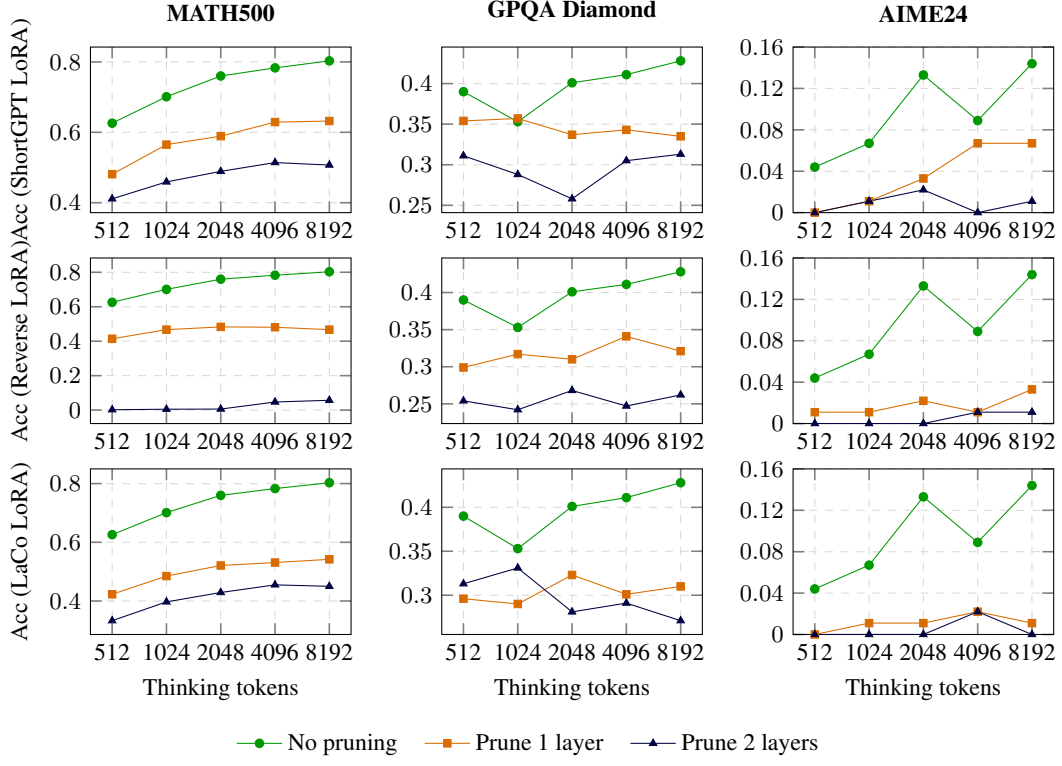 MATH500
GPQA Diamond
AIME24
Acc (ShortGPT LoRA)
0.8
0.6
0.4
512 1024 2048 4096 8192
0.4
0.35
0.3
0.25
512 1024 2048 4096 8192
0.16
0.12
0.08
0.04
0
512 1024 2048 4096 8192
Acc (Reverse LoRA)
0.8
0.6
0.4
0.2
0
512 1024 2048 4096 8192
0.4
0.35
0.3
0.25
512 1024 2048 4096 8192
0.16
0.12
0.08
0.04
0
512 1024 2048 4096 8192
Acc (LaCo LoRA)
0.8
0.6
0.4
512 1024 2048 4096 8192
Thinking tokens
0.4
0.35
0.3
512 1024 2048 4096 8192
Thinking tokens
0.16
0.12
0.08
0.04
0
512 1024 2048 4096 8192
Thinking tokens
No pruning
Prune 1 layer
Prune 2 layers